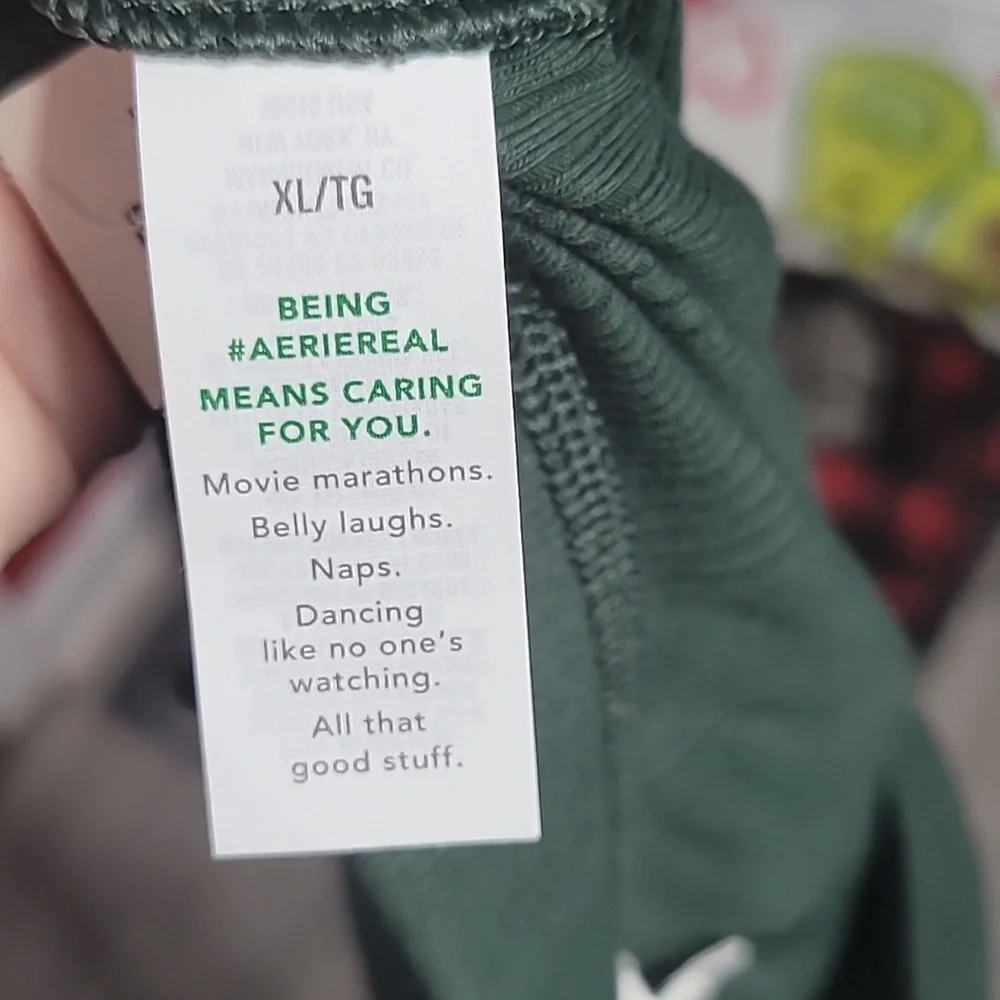 XL/TG
BEING
#AERIEREAL
MEANS CARING
FOR YOU.
Movie marathons.
Belly laughs.
Naps.
Dancing
like no one's
watching.
All that
good stuff.